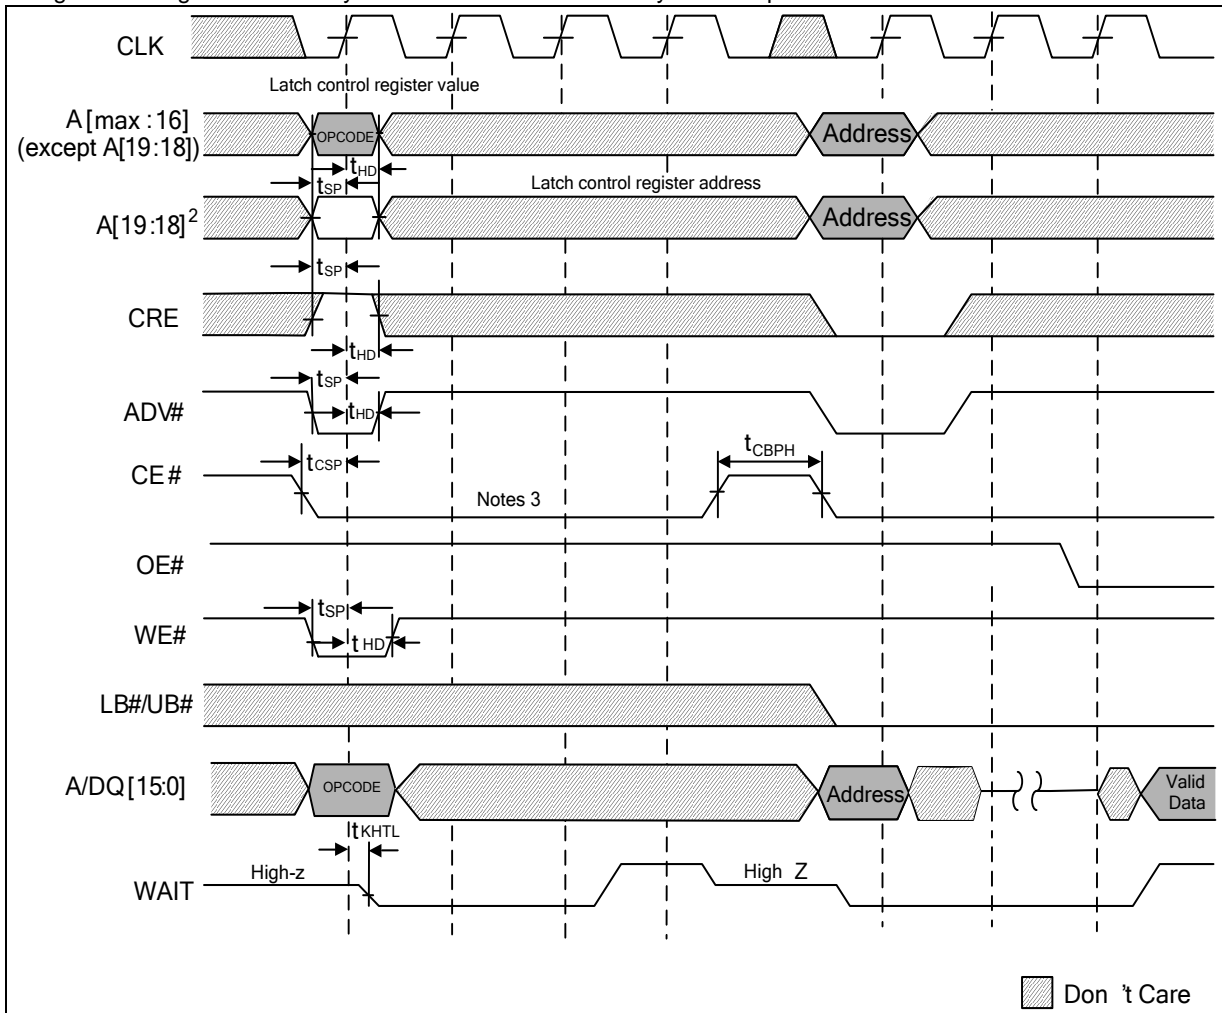 CLK
Latch control register value
A[max:16]
(except A[19:18])
OPCODE
Address
tHD
tSP
Latch control register address
A[19:18]2
Address
tSP
CRE
tHD
tSP
ADV#
tHD
tCSP
tCBPH
CE#
Notes 3
OE#
tSP
WE#
tHD
LB#/UB#
A/DQ[15:0]
OPCODE
Address
Valid
Data
tKHTL
High-z
High Z
WAIT
Don 't Care